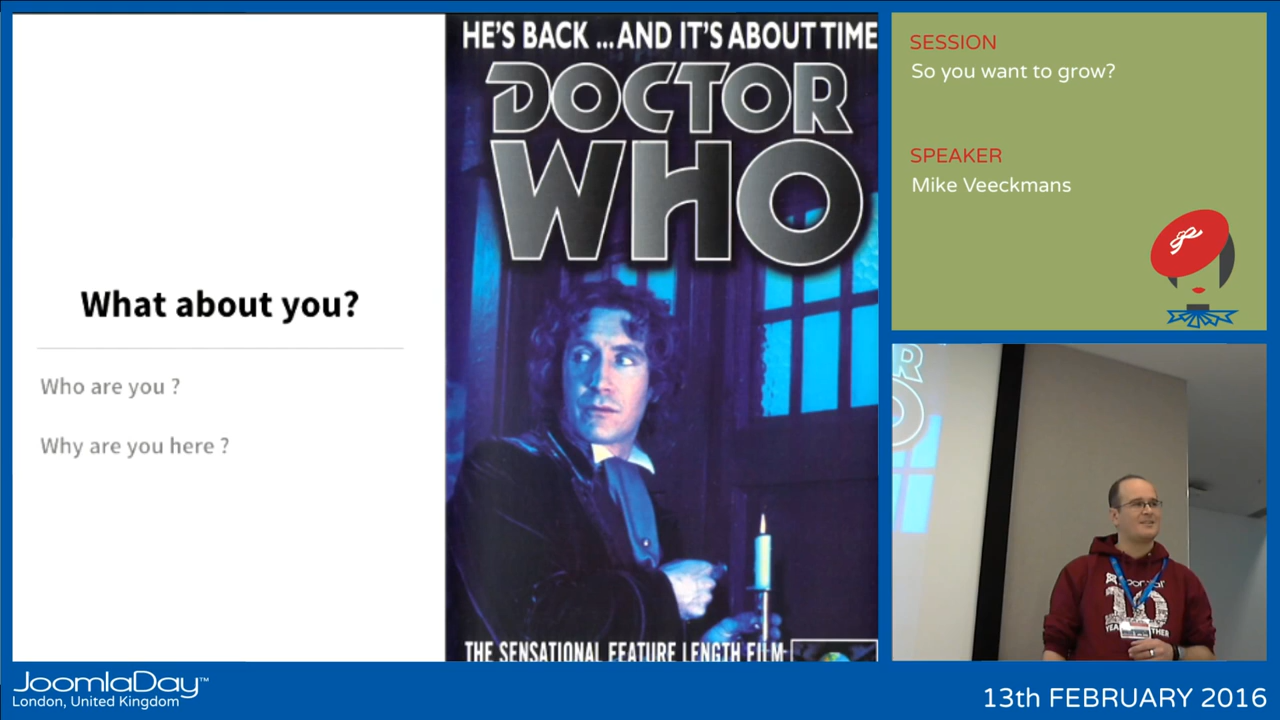 What about you?
Who are you ?
Why are you here ?
HE'S BACK ...AND IT'S ABOUT TIME
DOCTOR
WHO
THE SENSATIONAL FEATURE LENGTH FILM
SESSION
So you want to grow?
SPEAKER
Mike Veeckmans
JoomlaDay™
London, United Kingdom
13th FEBRUARY 2016